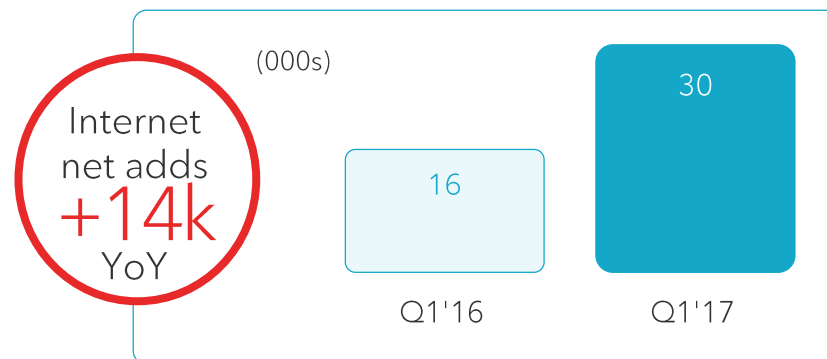 (000s)
Internet
net adds
+14k
YoY
16
30
Q1'16
Q1'17